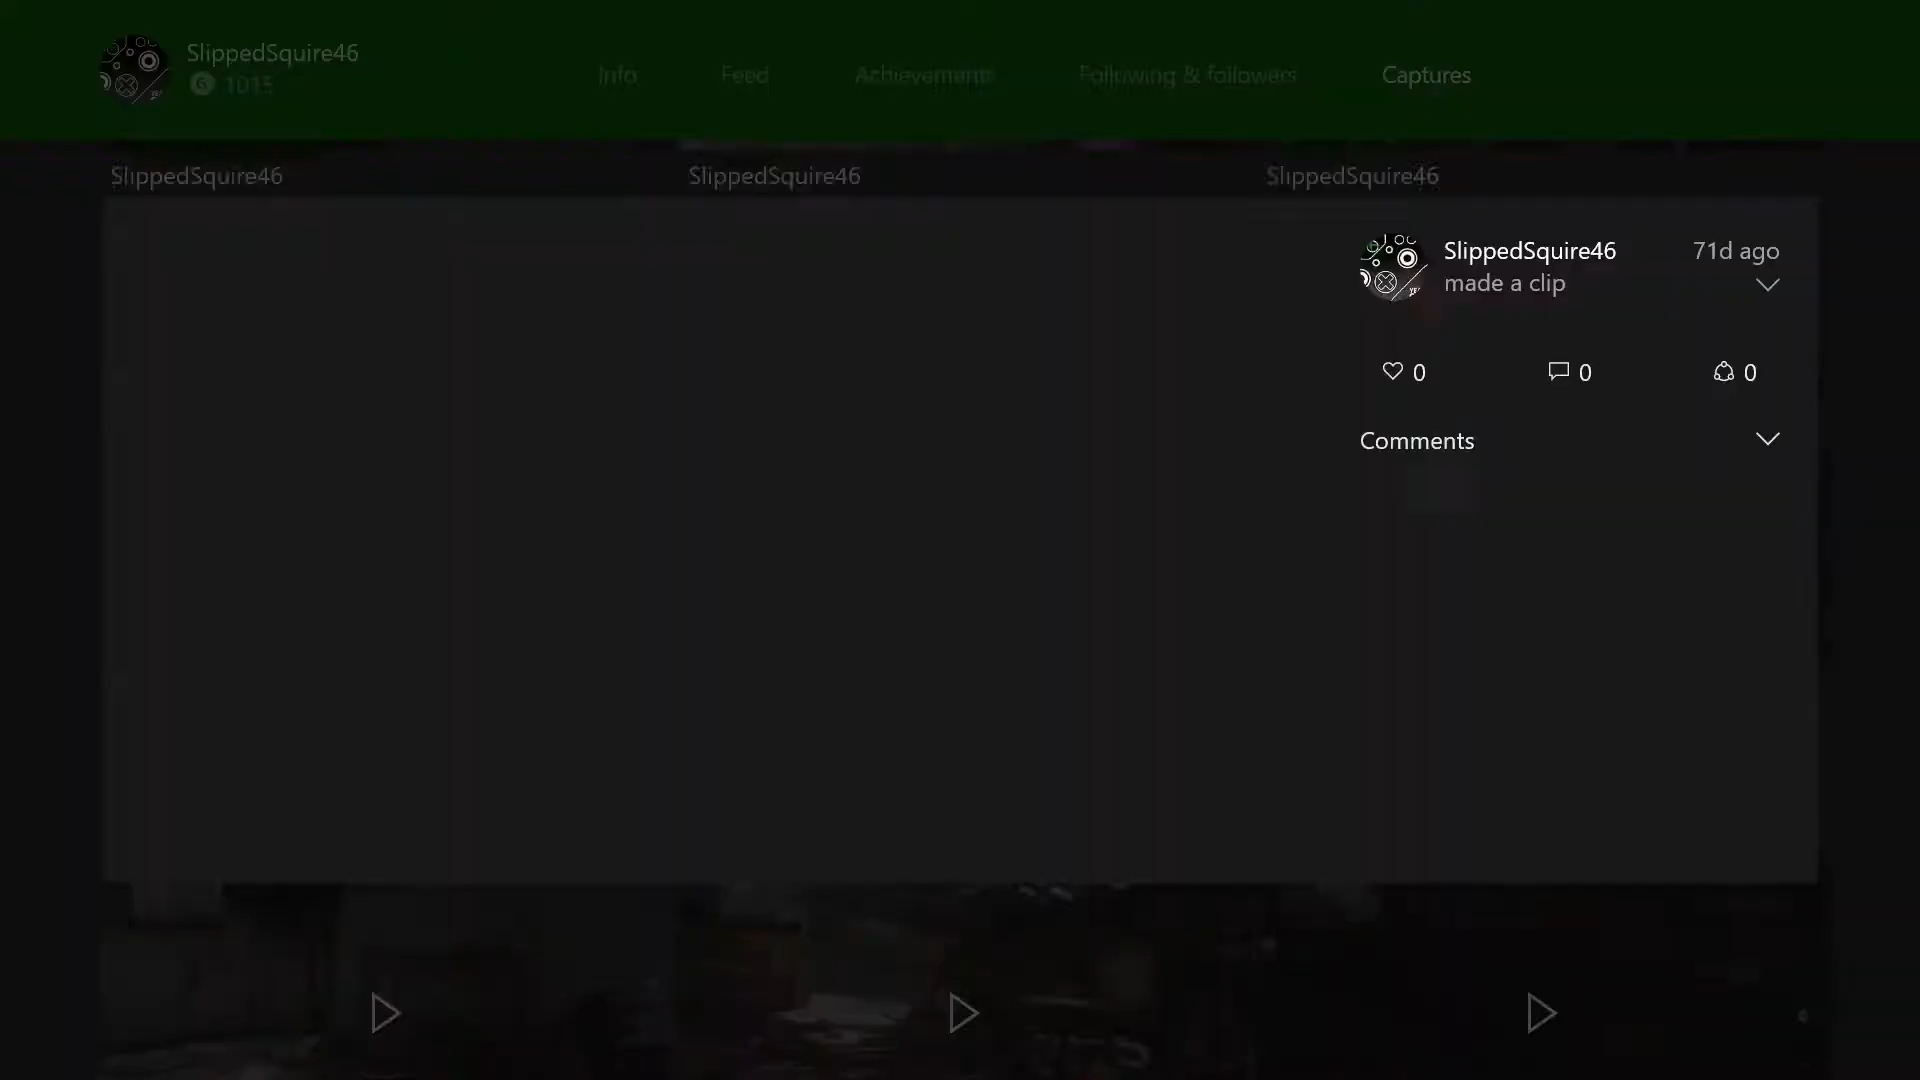 SlippedSquire46
1015
Info
Feed
Achievements
Following & followers
Captures
SlippedSquire46
SlippedSquire46
SlippedSquire46
SlippedSquire46
71d ago
made a clip
0
0
0
Comments